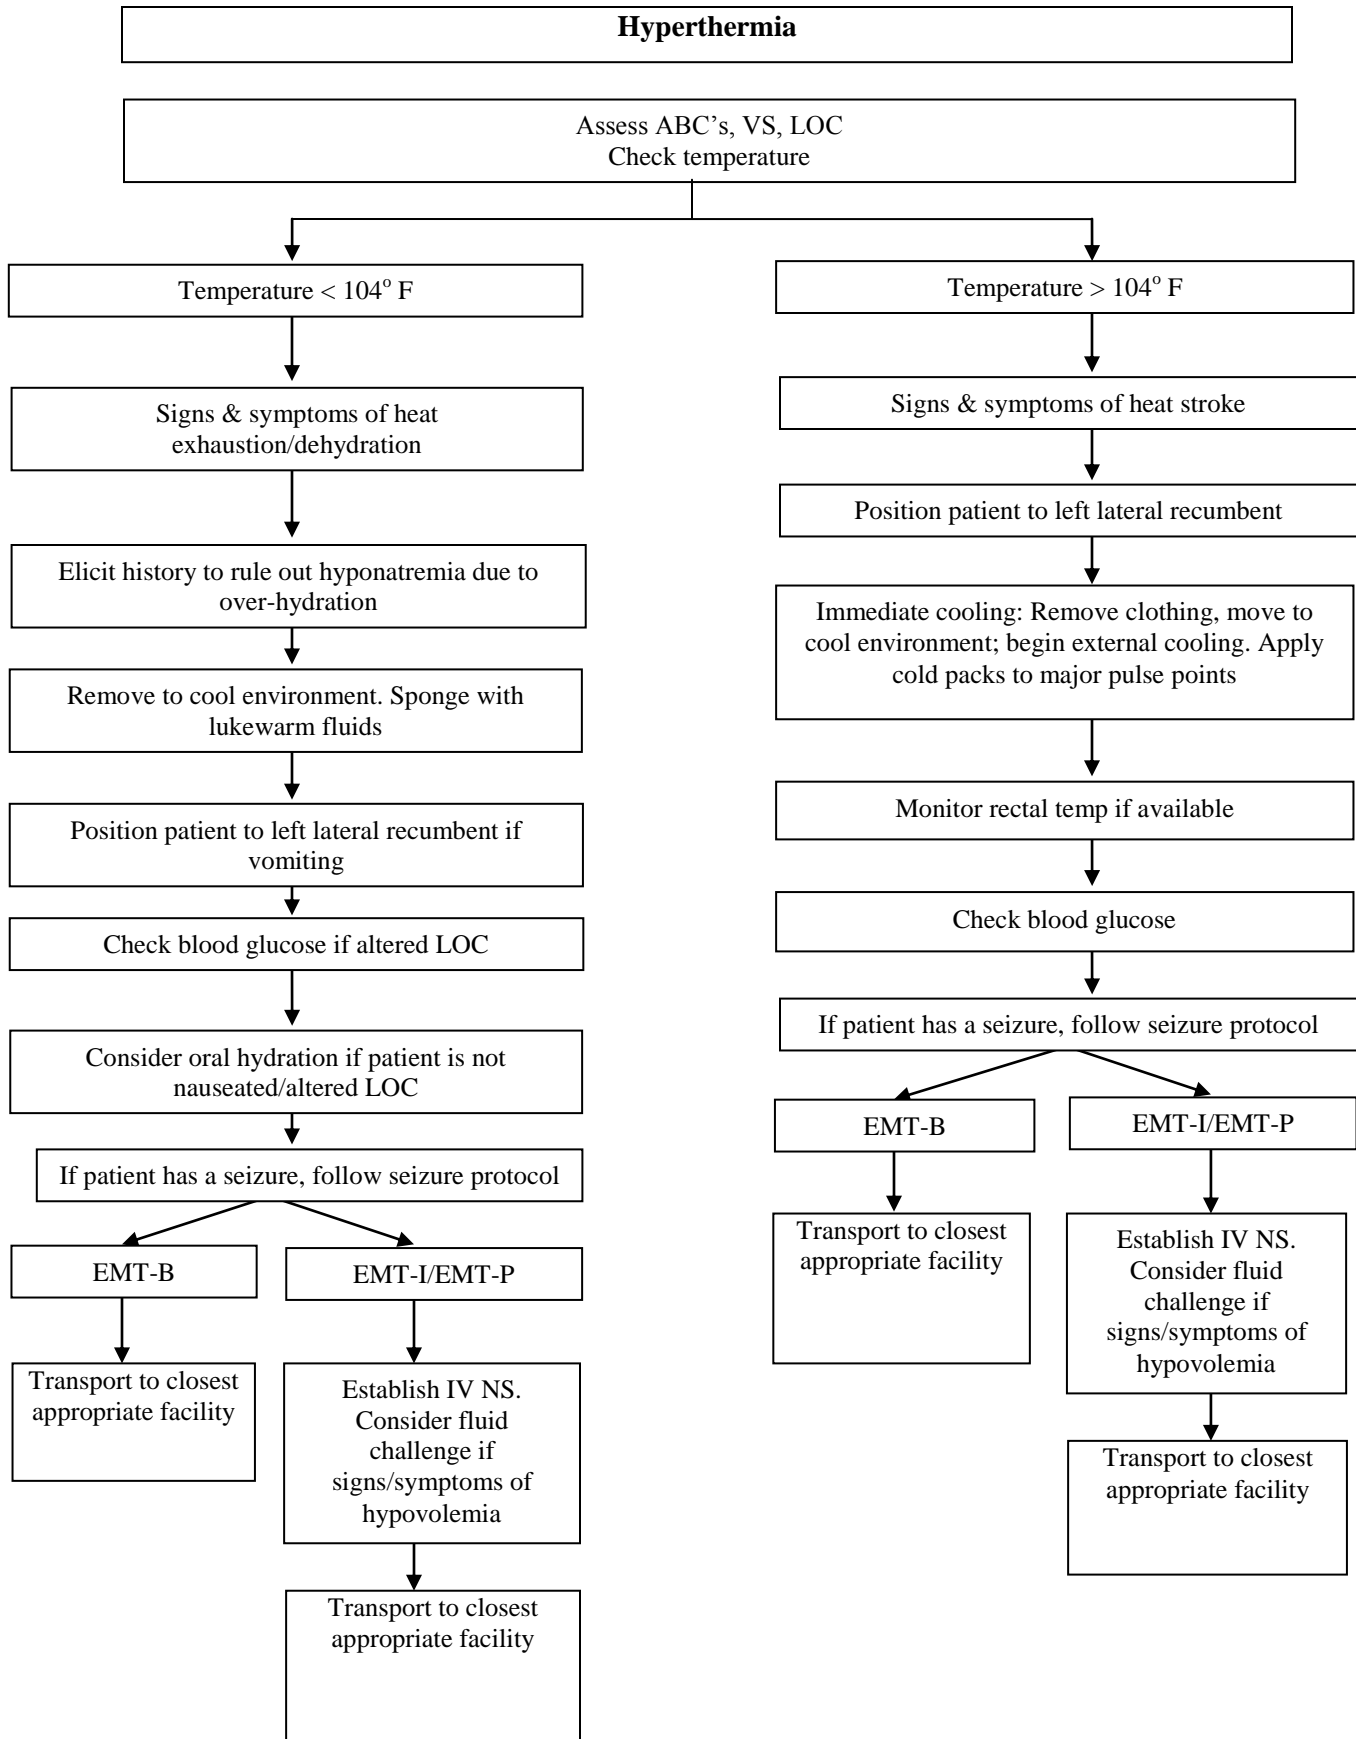 Hyperthermia
Assess ABC’s, VS, LOC
Check temperature
Temperature < 104° F
Signs & symptoms of heat
exhaustion/dehydration
Elicit history to rule out hyponatremia due to
over-hydration
Remove to cool environment. Sponge with
lukewarm fluids
Position patient to left lateral recumbent if
vomiting
Check blood glucose if altered LOC
Consider oral hydration if patient is not
nauseated/altered LOC
If patient has a seizure, follow seizure protocol
EMT-B
Transport to closest
appropriate facility
EMT-I/EMT-P
Establish IV NS.
Consider fluid
challenge if
signs/symptoms of
hypovolemia
Transport to closest
appropriate facility
Temperature > 104° F
Signs & symptoms of heat stroke
Position patient to left lateral recumbent
Immediate cooling: Remove clothing, move to
cool environment; begin external cooling. Apply
cold packs to major pulse points
Monitor rectal temp if available
Check blood glucose
If patient has a seizure, follow seizure protocol
EMT-B
Transport to closest
appropriate facility
EMT-I/EMT-P
Establish IV NS.
Consider fluid
challenge if
signs/symptoms of
hypovolemia
Transport to closest
appropriate facility